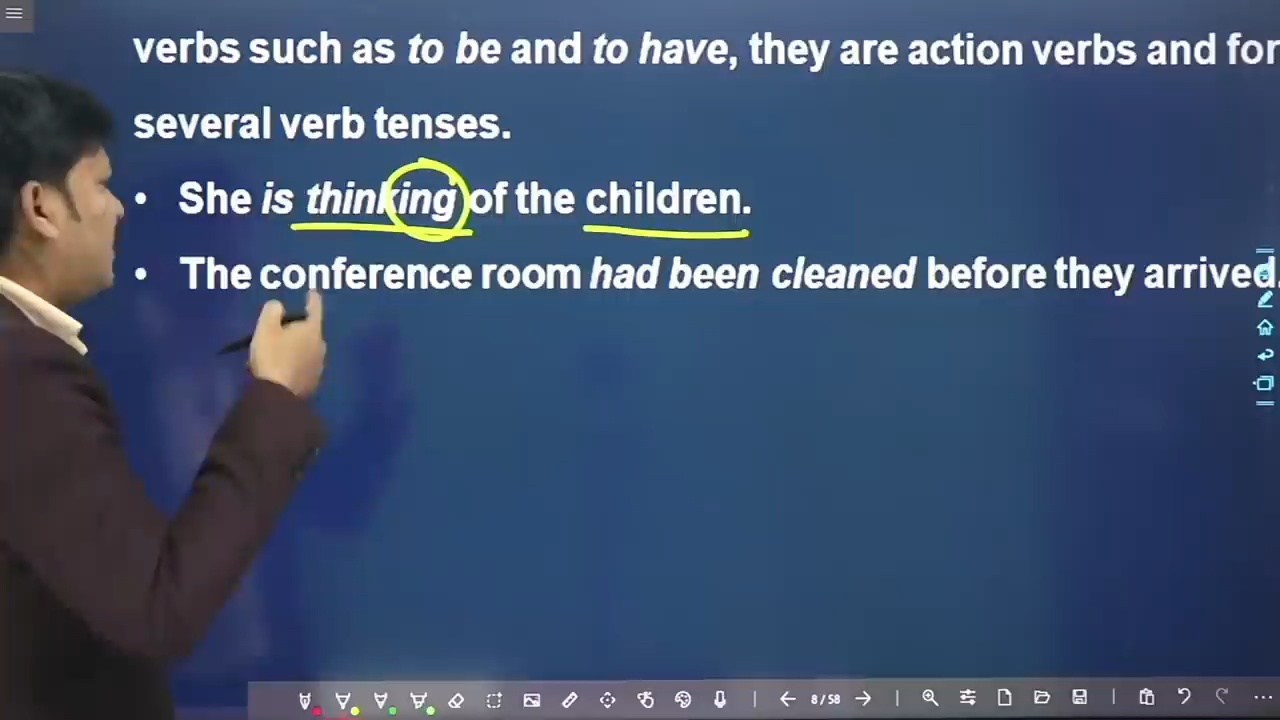 verbs such as to be and to have, they are action verbs and for
several verb tenses.
• She is thinking of the children.
• The conference room had been cleaned before they arrived.
8/58